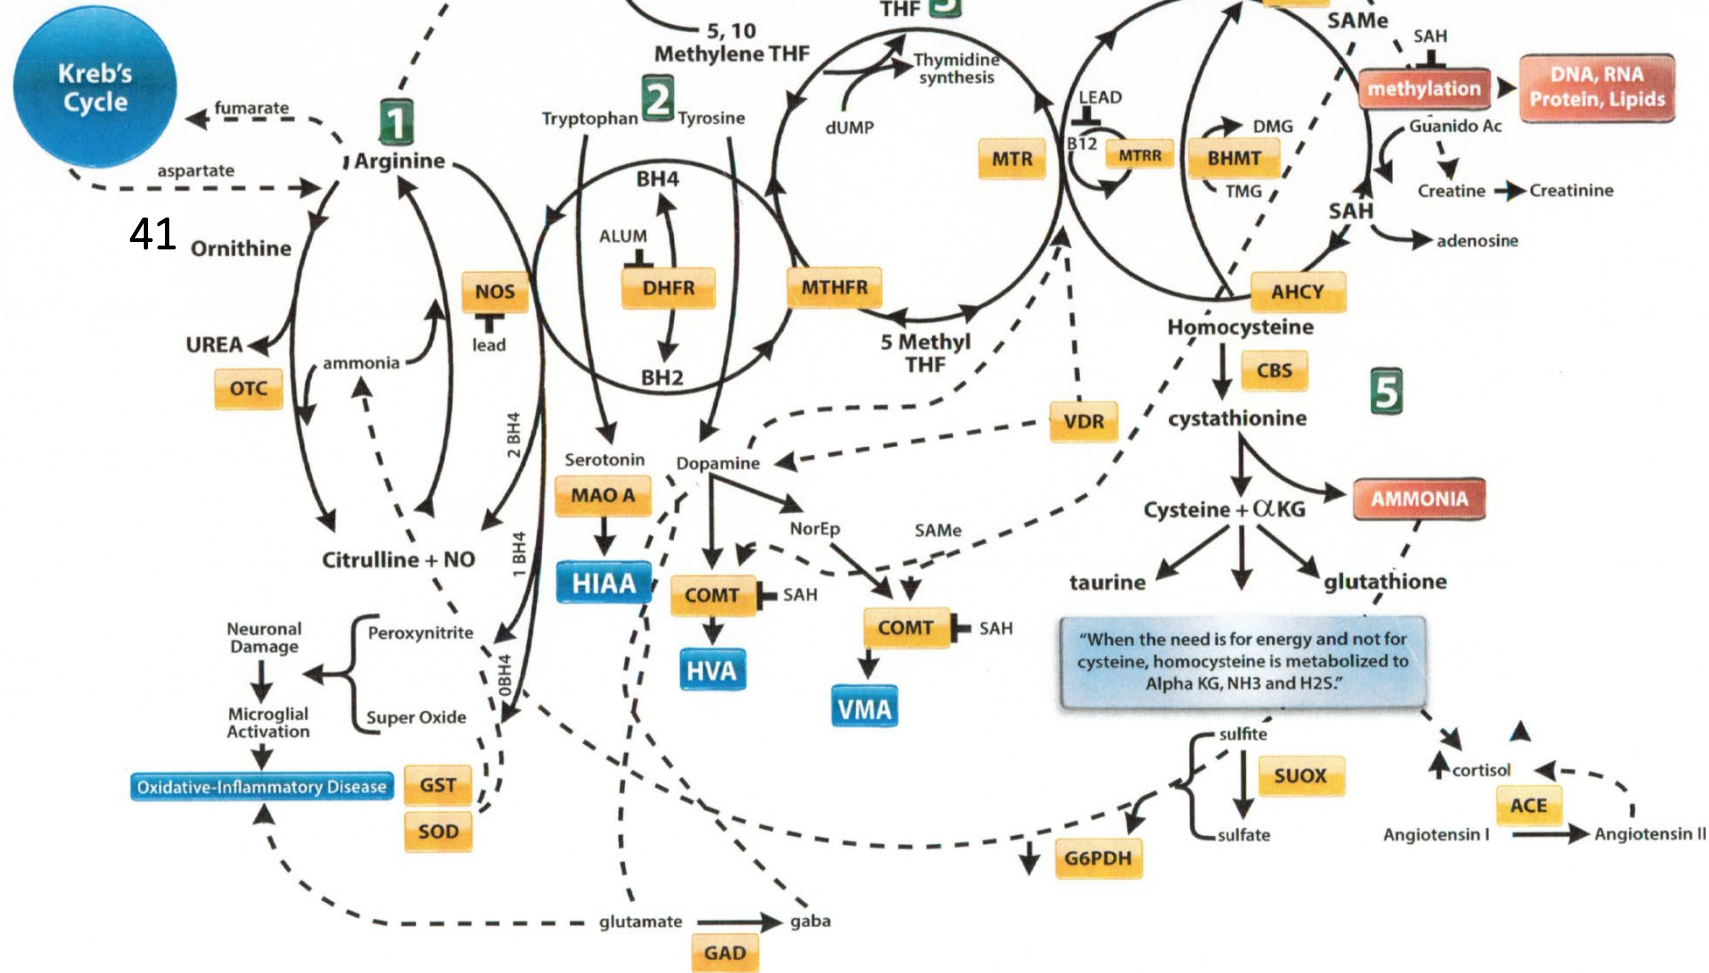 THF
3
SAMe
5, 10
Methylene THF
SAH
Kreb's
Cycle
Thymidine
synthesis
methylation
DNA, RNA
Protein, Lipids
fumarate
1
2
Tryptophan
Tyrosine
dUMP
LEAD
B12
MTRR
DMG
BHMT
TMG
Guanido Ac
Arginine
MTR
aspartate
BH4
Creatine
Creatinine
41
Ornithine
ALUM
SAH
adenosine
NOS
DHFR
MTHFR
AHCY
lead
Homocysteine
UREA
ammonia
5 Methyl
THF
CBS
OTC
BH2
5
2 BH4
VDR
cystathionine
Serotonin
Dopamine
MAO A
AMMONIA
Cysteine + αKG
NorEp
SAMe
Citrulline + NO
1 BH4
HIAA
COMT
SAH
taurine
glutathione
Neuronal
Damage
Peroxynitrite
COMT
SAH
"When the need is for energy and not for
cysteine, homocysteine is metabolized to
Alpha KG, NH3 and H2S."
0BH4
HVA
VMA
Microglial
Activation
Super Oxide
sulfite
cortisol
Oxidative-Inflammatory Disease
GST
SUOX
ACE
SOD
sulfate
Angiotensin I
Angiotensin II
G6PDH
glutamate
gaba
GAD